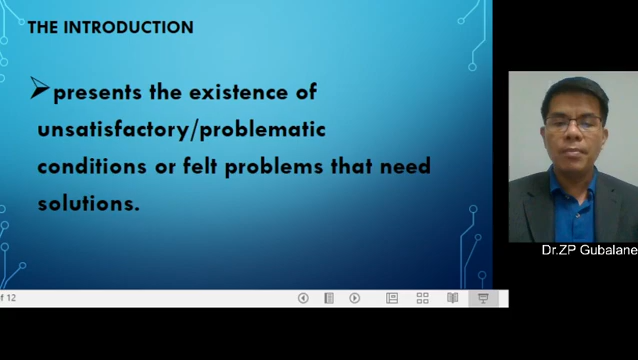 THE INTRODUCTION
presents the existence of
unsatisfactory/problematic
conditions or felt problems that need
solutions.
Dr.ZP Gubalane
of 12